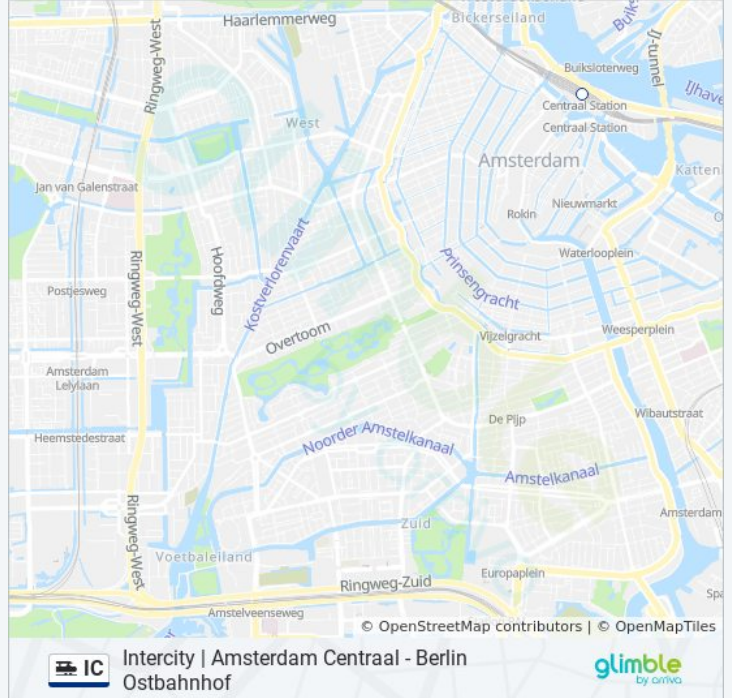 Haarlemmerweg
Bickerseiland
Ringweg-West
IJ-tunnel
Buiksloterweg
Centraal Station
Centraal Station
West
Amsterdam
Jan van Galenstraat
Nieuwmarkt
Rokin
Kostverlorenvaart
Hoofdweg
Waterlooplein
Prinsengracht
Postjesweg
Ringweg-West
Overtoom
Vijzelgracht
Weesperplein
Amsterdam
Lelylaan
Wibautstraat
De Pijp
Heemstedestraat
Noorder Amstelkanaal
Amstelkanaal
Ringweg-West
Amsterdam
Zuid
Voetbaleiland
Europaplein
Ringweg-Zuid
Amstelveenseweg
© OpenStreetMap contributors | © OpenMapTiles
IC
Intercity | Amsterdam Centraal - Berlin
Ostbahnhof
glimble
by arriva